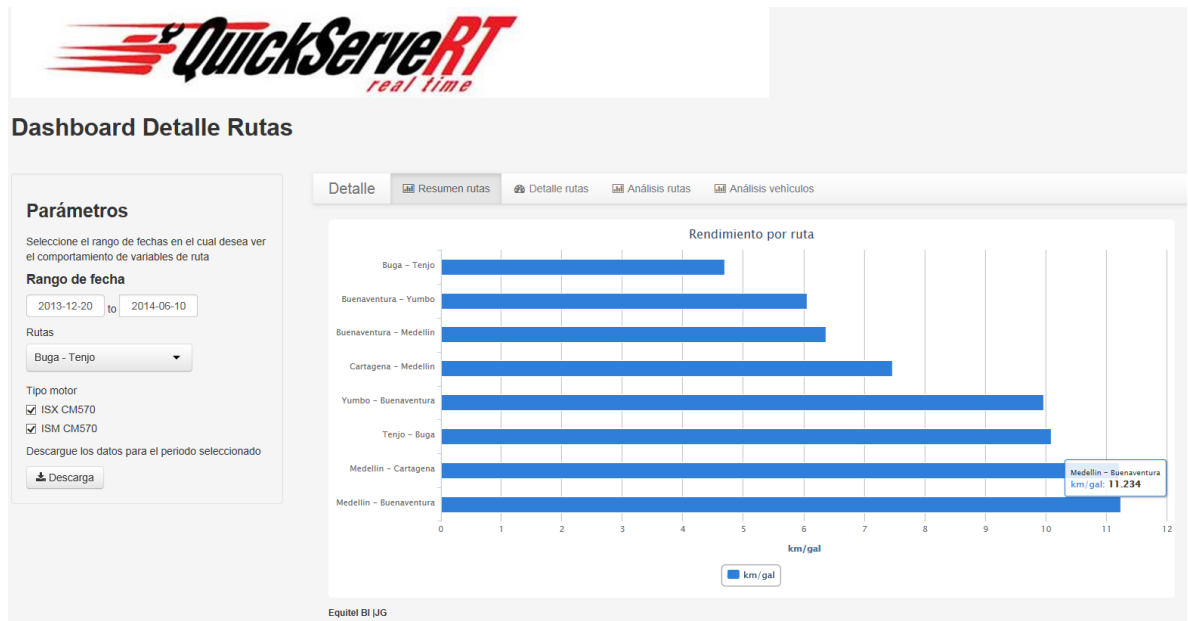 QuickServeRT
real time
Dashboard Detalle Rutas
Parámetros
Seleccione el rango de fechas en el cual desea ver
el comportamiento de variables de ruta
Rango de fecha
2013-12-20 to 2014-06-10
Rutas
Buga - Tenjo
Tipo motor
ISX CM570
ISM CM570
Descargue los datos para el periodo seleccionado
Descarga
Detalle Resumen rutas Detalle rutas Análisis rutas Análisis vehículos
Rendimiento por ruta
Buga - Tenjo
Buenaventura - Yumbo
Buenaventura - Medellin
Cartagena - Medellin
Yumbo - Buenaventura
Tenjo - Buga
Medellin - Cartagena
Medellin - Buenaventura
Medellin - Buenaventura
km/gal: 11.234
0 1 2 3 4 5 6 7 8 9 10 11 12
km/gal
km/gal
Equitel BI |JG